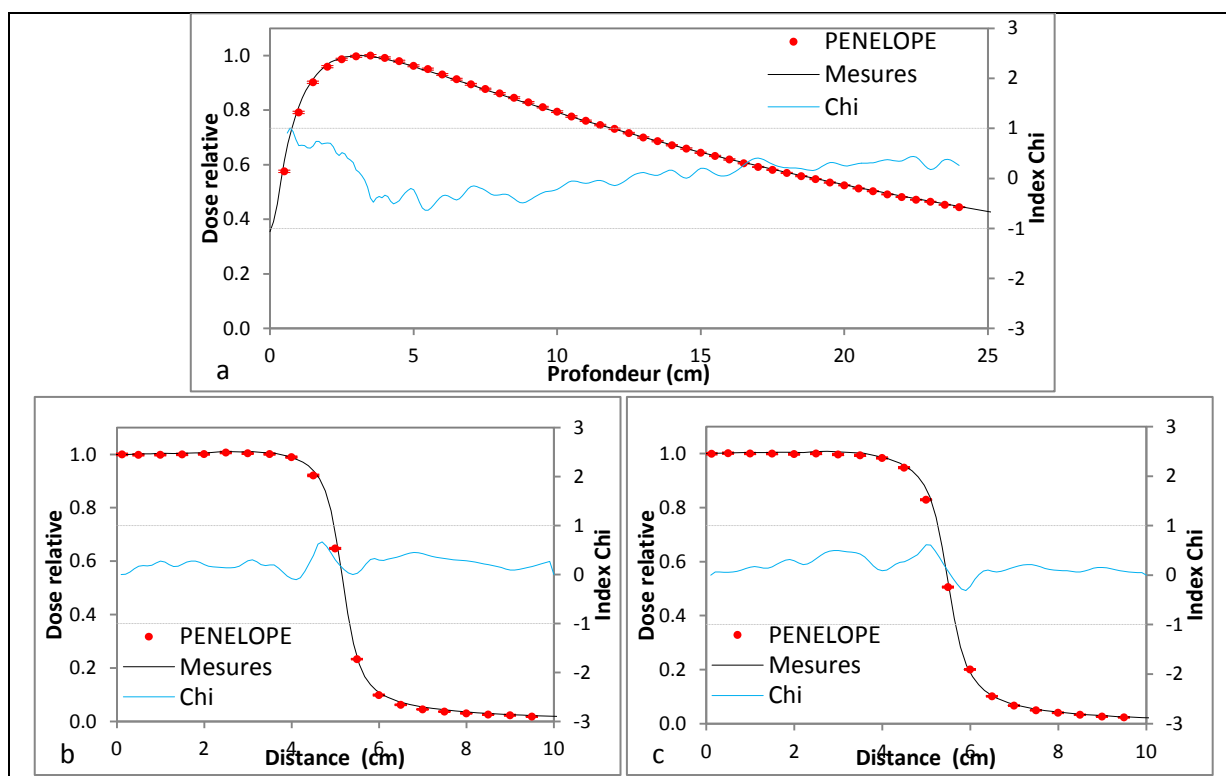 PENELOPE
Mesures
Chi
Dose relative
Index Chi
1.0
0.8
0.6
0.4
0.2
0.0
3
2
1
0
-1
-2
-3
0 5 10 15 20 25
Profondeur (cm)
a
Dose relative
Index Chi
1.0
0.8
0.6
0.4
0.2
0.0
3
2
1
0
-1
-2
-3
PENELOPE
Mesures
Chi
0 2 4 6 8 10
Distance (cm)
b
Dose relative
Index Chi
1.0
0.8
0.6
0.4
0.2
0.0
3
2
1
0
-1
-2
-3
PENELOPE
Mesures
Chi
0 2 4 6 8 10
Distance (cm)
c